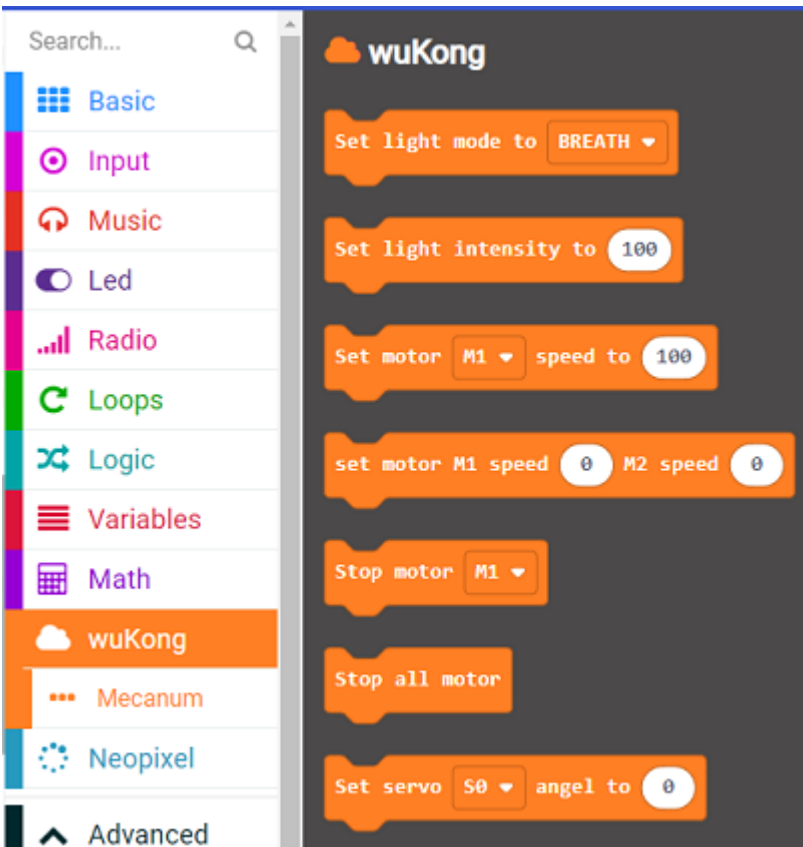 Search...
Basic
Input
Music
Led
Radio
Loops
Logic
Variables
Math
wuKong
Mecanum
Neopixel
Advanced
wuKong
Set light mode to BREATH
Set light intensity to 100
Set motor M1 speed to 100
set motor M1 speed 0 M2 speed 0
Stop motor M1
Stop all motor
Set servo S0 angel to 0